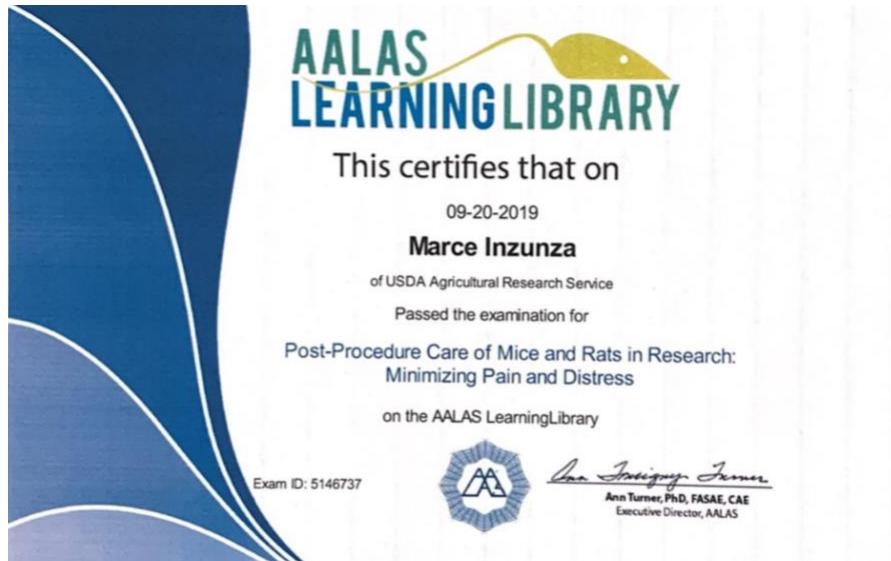 AALAS
LEARNING LIBRARY
This certifies that on
09-20-2019
Marce Inzunza
of USDA Agricultural Research Service
Passed the examination for
Post-Procedure Care of Mice and Rats in Research:
Minimizing Pain and Distress
on the AALAS LearningLibrary
Exam ID: 5146737
Ann Turner, PhD, FASAE, CAE
Executive Director, AALAS